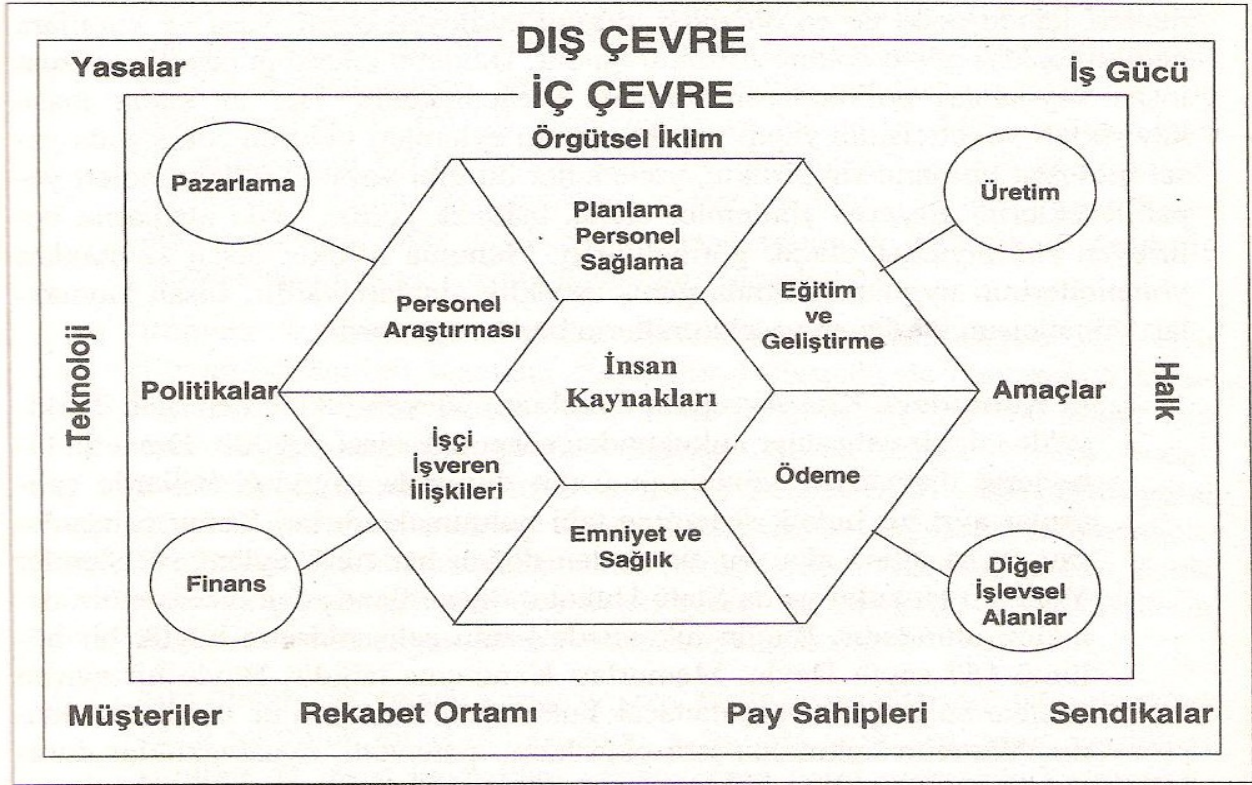 DIŞ ÇEVRE
Yasalar
İş Gücü
İÇ ÇEVRE
Örgütsel İklim
Pazarlama
Üretim
Planlama
Personel
Sağlama
Personel
Araştırması
Eğitim
ve
Geliştirme
Teknoloji
Politikalar
İnsan
Kaynakları
Amaçlar
Halk
İşçi
İşveren
İlişkileri
Ödeme
Emniyet ve
Sağlık
Finans
Diğer
İşlevsel
Alanlar
Müşteriler
Rekabet Ortamı
Pay Sahipleri
Sendikalar